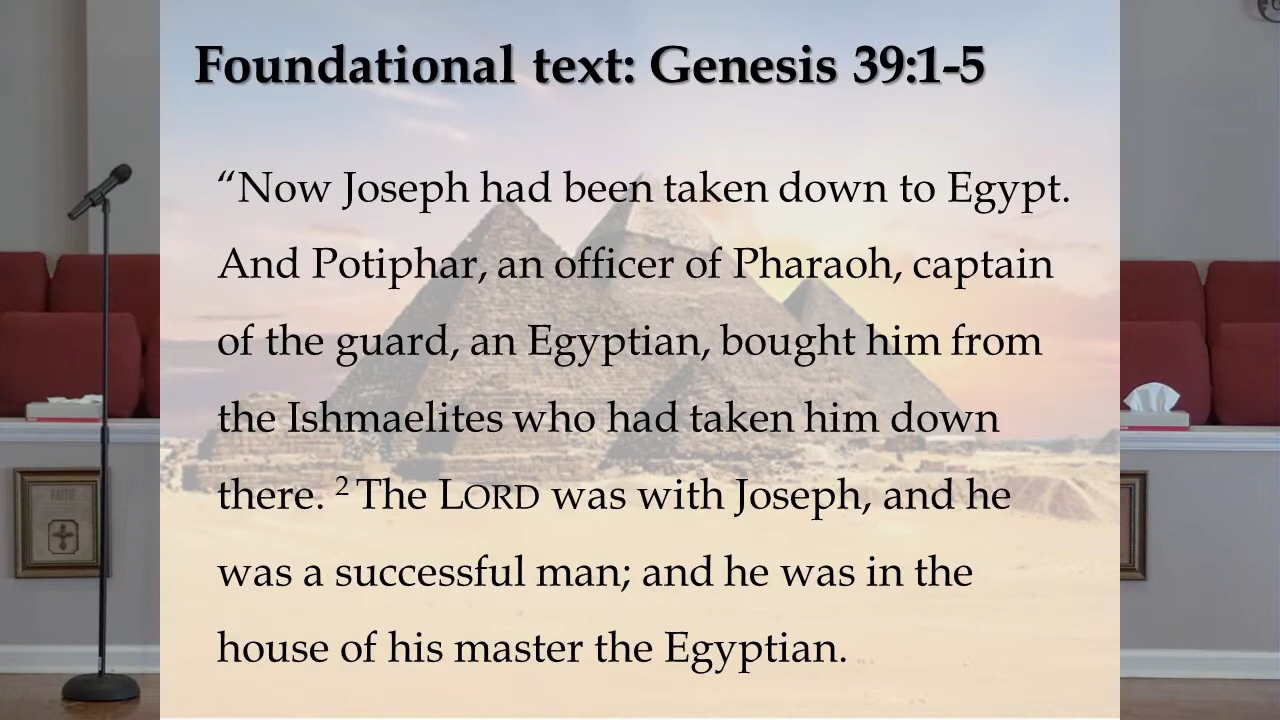 Foundational text: Genesis 39:1-5
“Now Joseph had been taken down to Egypt.
And Potiphar, an officer of Pharaoh, captain
of the guard, an Egyptian, bought him from
the Ishmaelites who had taken him down
there. 2 The LORD was with Joseph, and he
was a successful man; and he was in the
house of his master the Egyptian.
FAITH